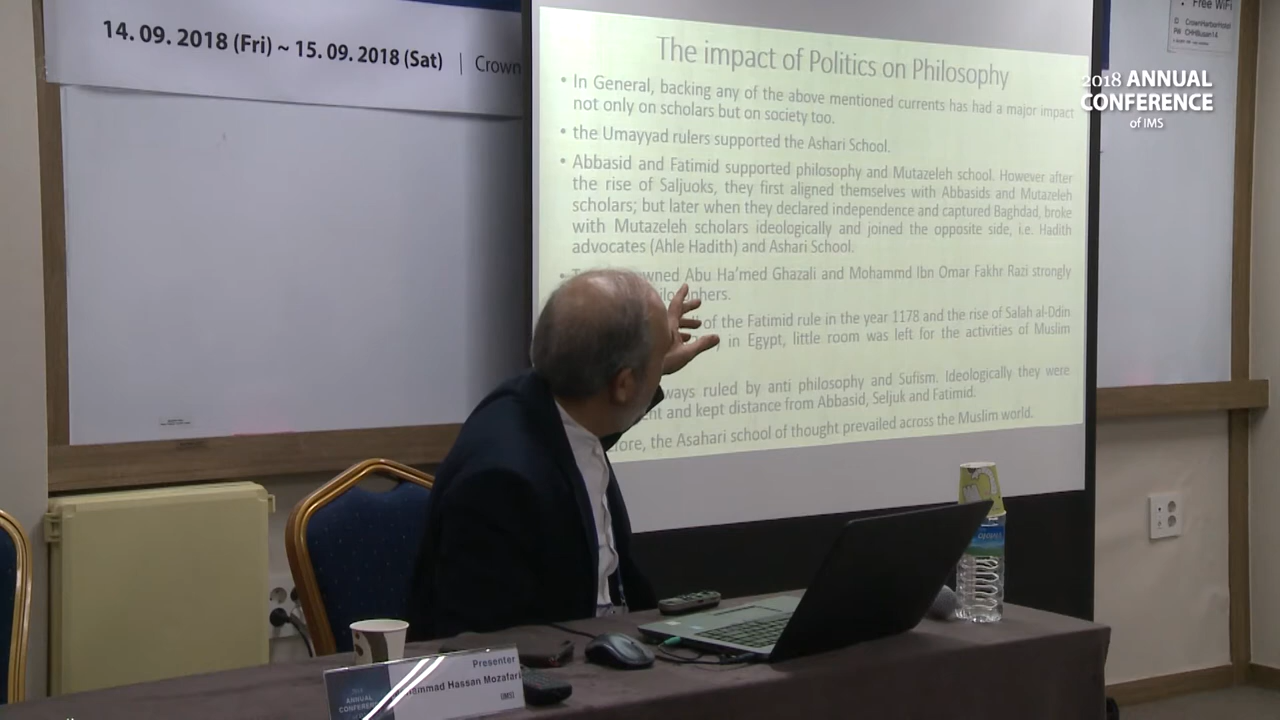 14. 09. 2018 (Fri) ~ 15. 09. 2018 (Sat) | Crown
The impact of Politics on Philosophy
• In General, backing any of the above mentioned currents has had a major impact
not only on scholars but on society too.
• the Umayyad rulers supported the Ashari School.
• Abbasid and Fatimid supported philosophy and Mutazeleh school. However after
the rise of Saljuoks, they first aligned themselves with Abbasids and Mutazeleh
scholars; but later when they declared independence and captured Baghdad, broke
with Mutazeleh scholars ideologically and joined the opposite side, i.e. Hadith
advocates (Ahle Hadith) and Ashari School.
Abu Ha'med Ghazali and Mohammd Ibn Omar Fakhr Razi strongly
of the Fatimid rule in the year 1178 and the rise of Salah al-Ddin
in Egypt, little room was left for the activities of Muslim
ruled by anti philosophy and Sufism. Ideologically they were
and kept distance from Abbasid, Seljuk and Fatimid.
the Asahari school of thought prevailed across the Muslim world.
Free WiFi
ID CrownHarborHotel
PW CHHBusan14
2018 ANNUAL
CONFERENCE
of IMS
Presenter
Hassan Mozafari
(IMS)
ANNUAL